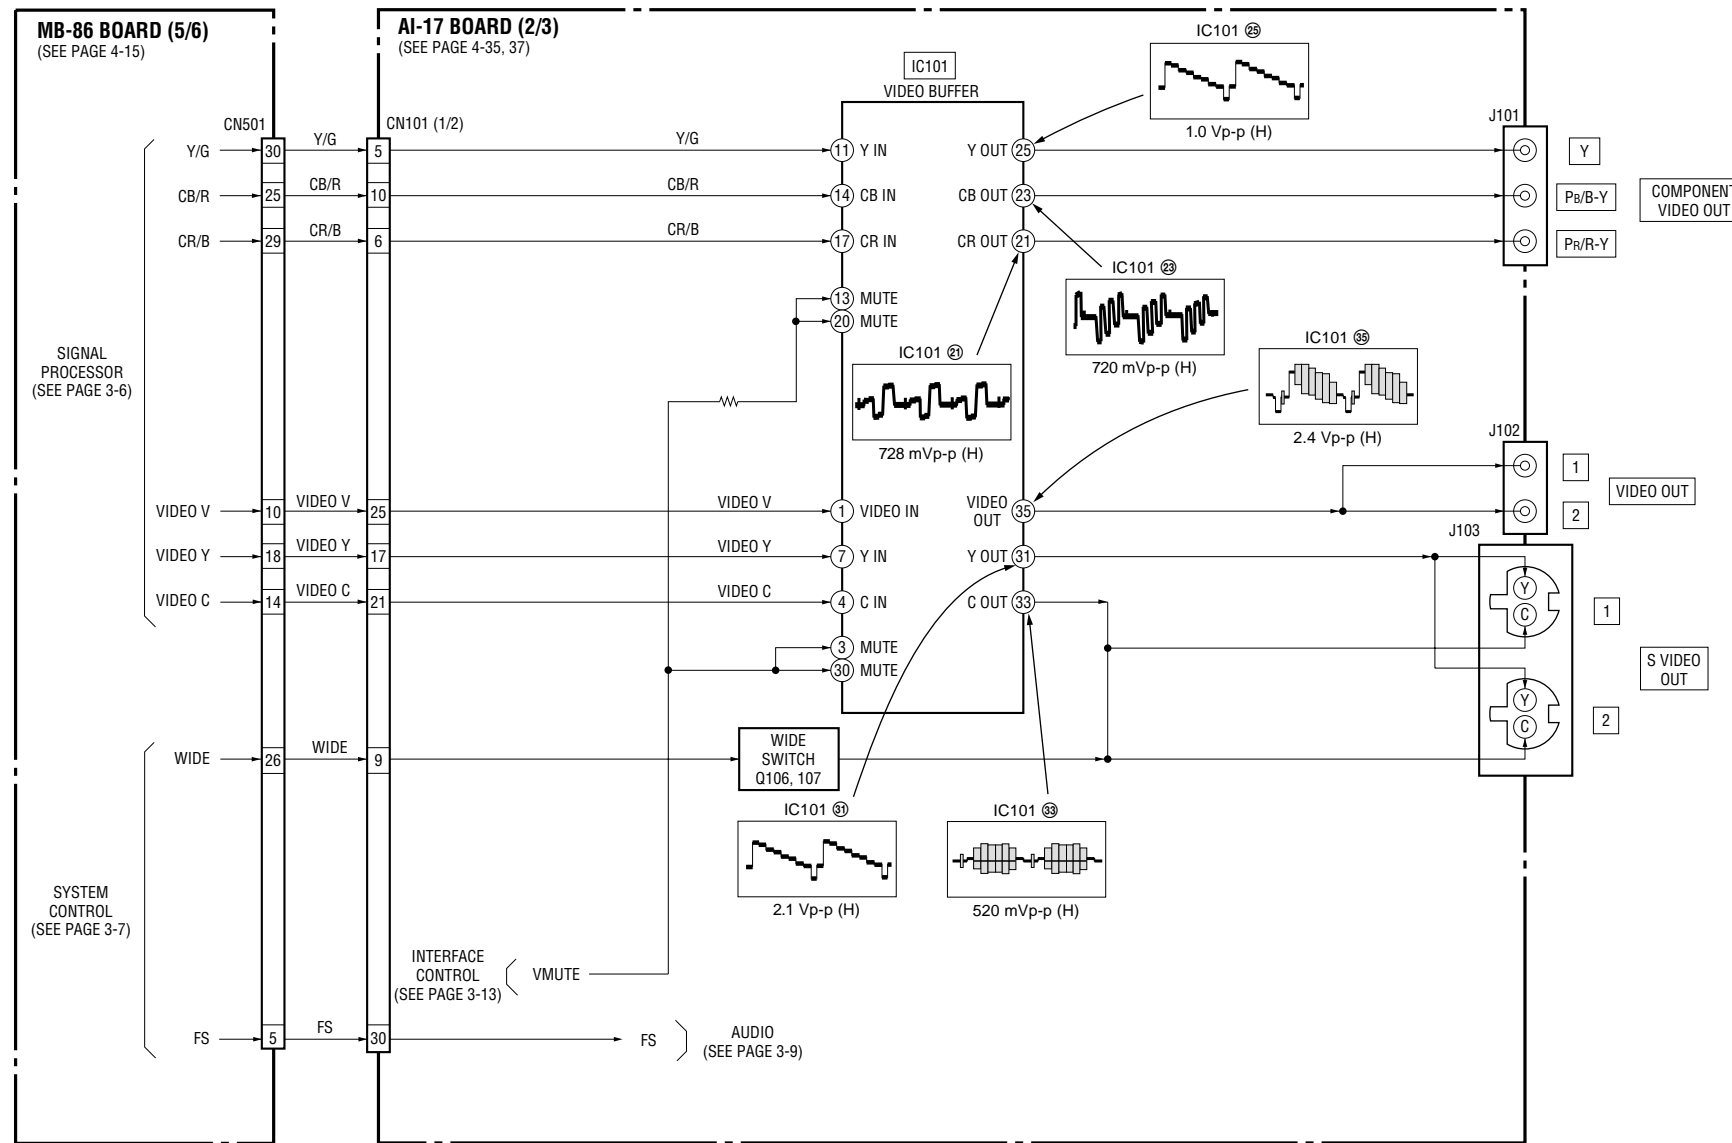 MB-86 BOARD (5/6)
(SEE PAGE 4-15)
AI-17 BOARD (2/3)
(SEE PAGE 4-35, 37)
IC101
VIDEO BUFFER
IC101 ㉕
1.0 Vp-p (H)
CN501
CN101 (1/2)
J101
Y/G 30 Y/G 5 Y/G 11 Y IN Y OUT 25 Y
CB/R 25 CB/R 10 CB/R 14 CB IN CB OUT 23 PB/B-Y
CR/B 29 CR/B 6 CR/B 17 CR IN CR OUT 21 PR/R-Y
COMPONENT
VIDEO OUT
13 MUTE
20 MUTE
IC101 ㉓
720 mVp-p (H)
IC101 ㉑
728 mVp-p (H)
IC101 ㉟
2.4 Vp-p (H)
SIGNAL
PROCESSOR
(SEE PAGE 3-6)
J102
1
2
VIDEO OUT
VIDEO V 10 VIDEO V 25 VIDEO V 1 VIDEO IN VIDEO
OUT 35
J103
VIDEO Y 18 VIDEO Y 17 VIDEO Y 7 Y IN Y OUT 31
VIDEO C 14 VIDEO C 21 VIDEO C 4 C IN C OUT 33
3 MUTE
30 MUTE
Y
C
1
Y
C
2
S VIDEO
OUT
WIDE 26 WIDE 9
WIDE
SWITCH
Q106, 107
IC101 ㉛
2.1 Vp-p (H)
IC101 ㉝
520 mVp-p (H)
SYSTEM
CONTROL
(SEE PAGE 3-7)
INTERFACE
CONTROL
(SEE PAGE 3-13)
VMUTE
FS 5 FS 30 FS
AUDIO
(SEE PAGE 3-9)